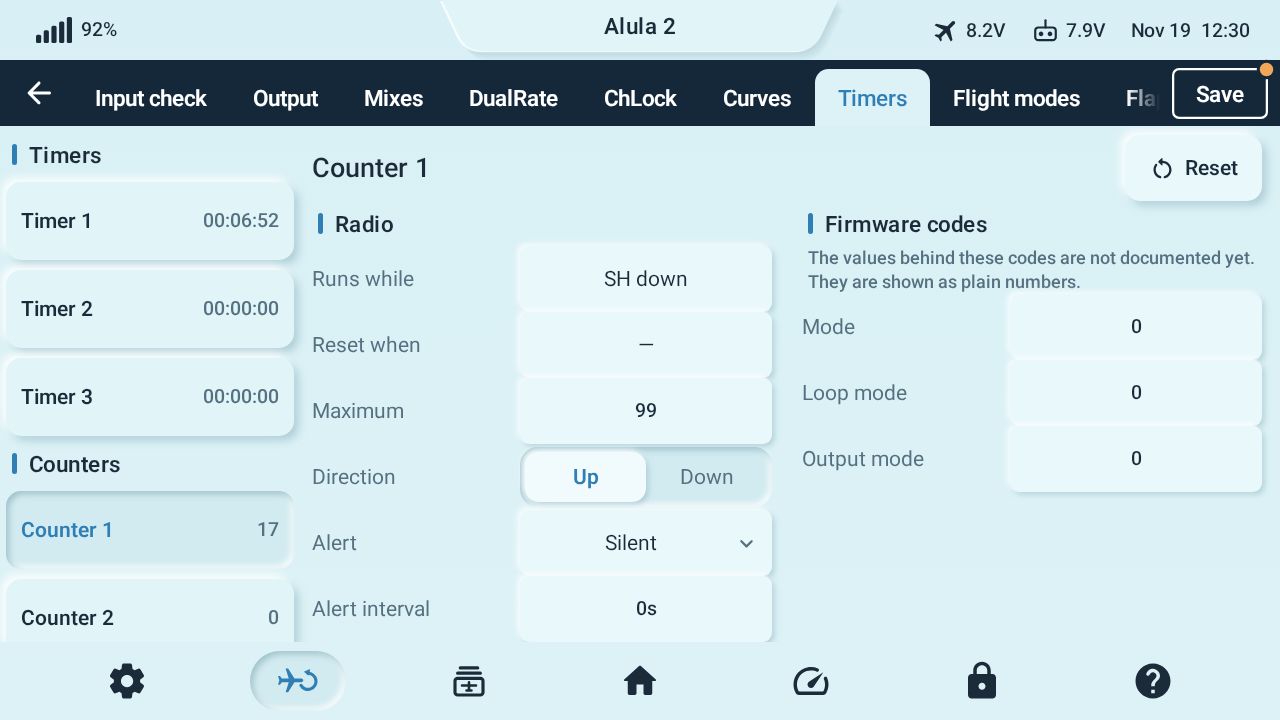 92%
Alula 2
8.2V
7.9V
Nov 19 12:30
Input check
Output
Mixes
DualRate
ChLock
Curves
Timers
Flight modes
Save
Timers
Timer 1
00:06:52
Timer 2
00:00:00
Timer 3
00:00:00
Counters
Counter 1
17
Counter 2
0
Counter 1
Reset
Radio
Runs while
SH down
Reset when
—
Maximum
99
Direction
Up
Down
Alert
Silent
Alert interval
0s
Firmware codes
The values behind these codes are not documented yet.
They are shown as plain numbers.
Mode
0
Loop mode
0
Output mode
0